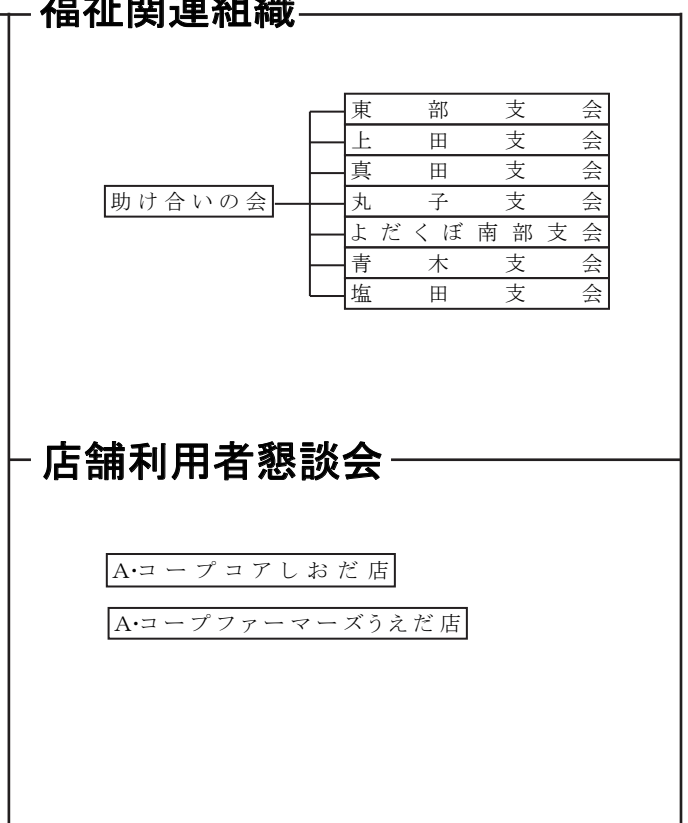 福祉関連組織
助け合いの会
東部支会
上田支会
真田支会
丸子支会
よだくぼ南部支会
青木支会
塩田支会
店舗利用者懇談会
A・コープコアしおだ店
A・コープファーマーズうえだ店